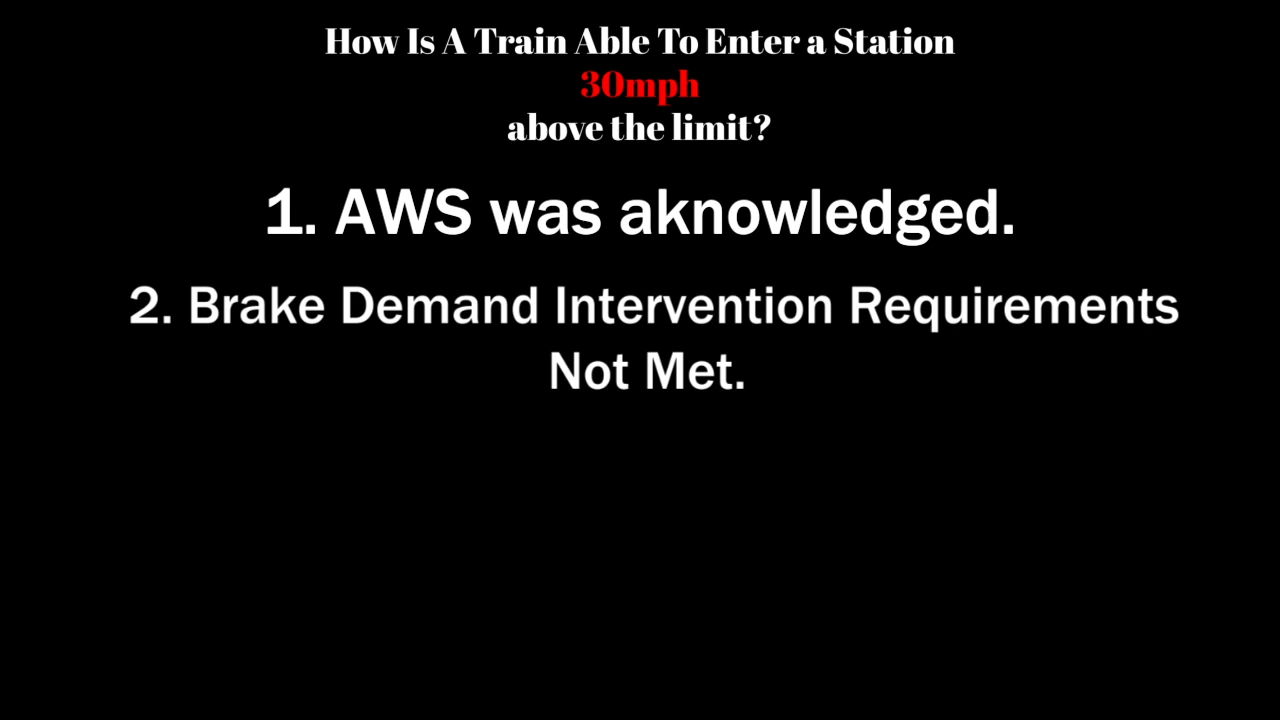 How Is A Train Able To Enter a Station
30mph
above the limit?
1. AWS was aknowledged.
2. Brake Demand Intervention Requirements
Not Met.